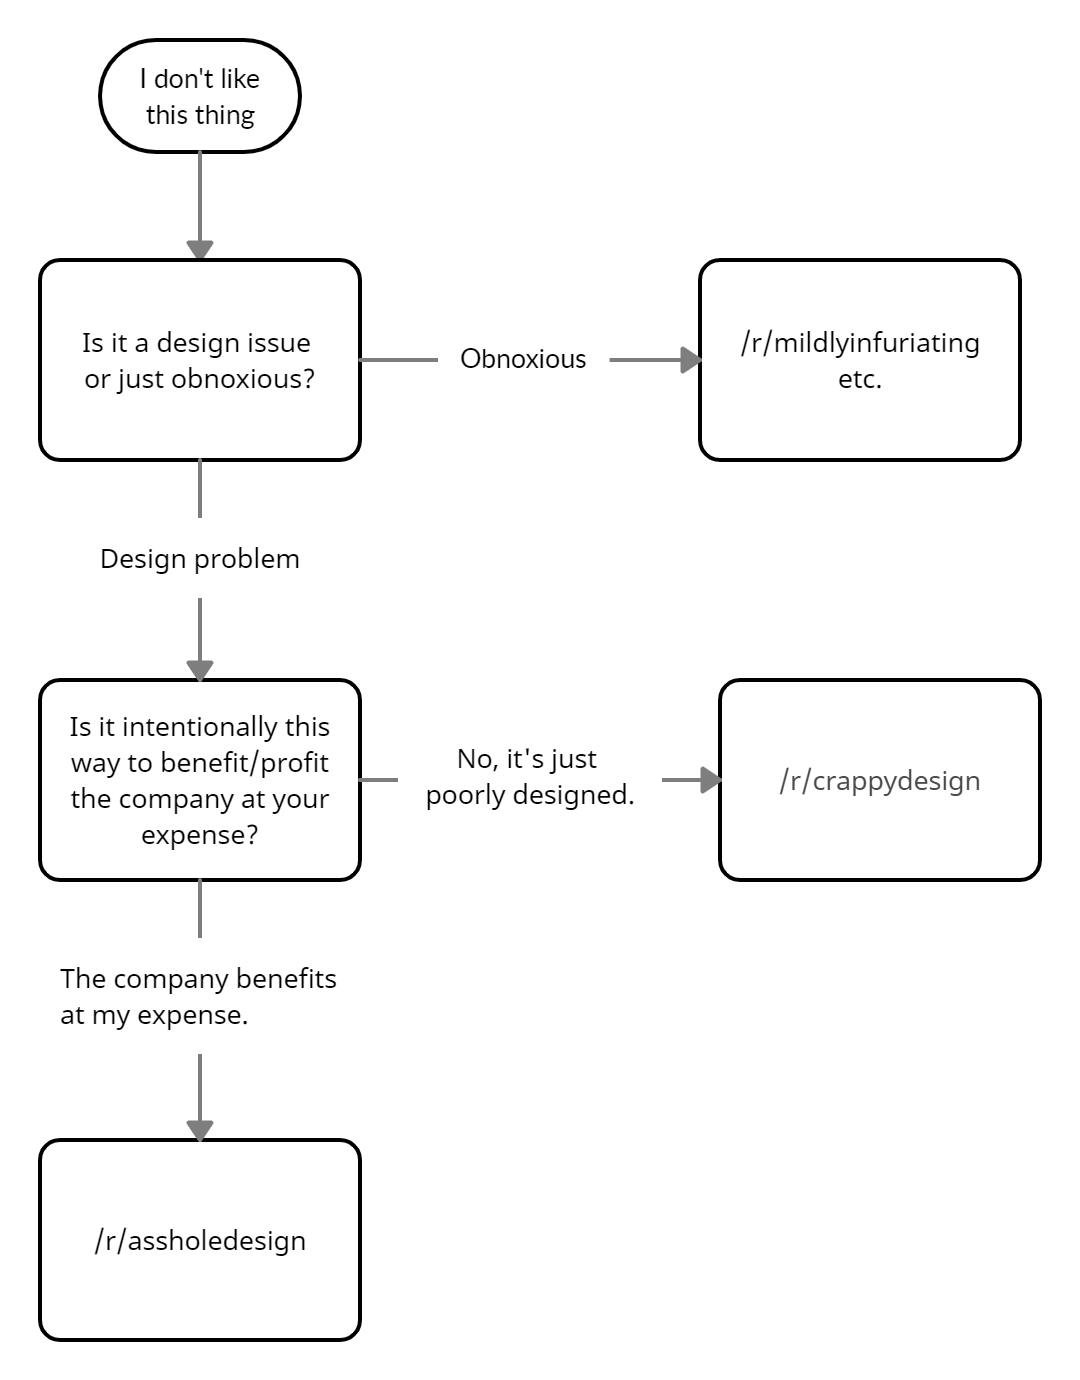 I don't like
this thing
Is it a design issue
or just obnoxious?
Obnoxious
/r/mildlyinfuriating
etc.
Design problem
Is it intentionally this
way to benefit/profit
the company at your
expense?
No, it's just
poorly designed.
/r/crappydesign
The company benefits
at my expense.
/r/assholedesign